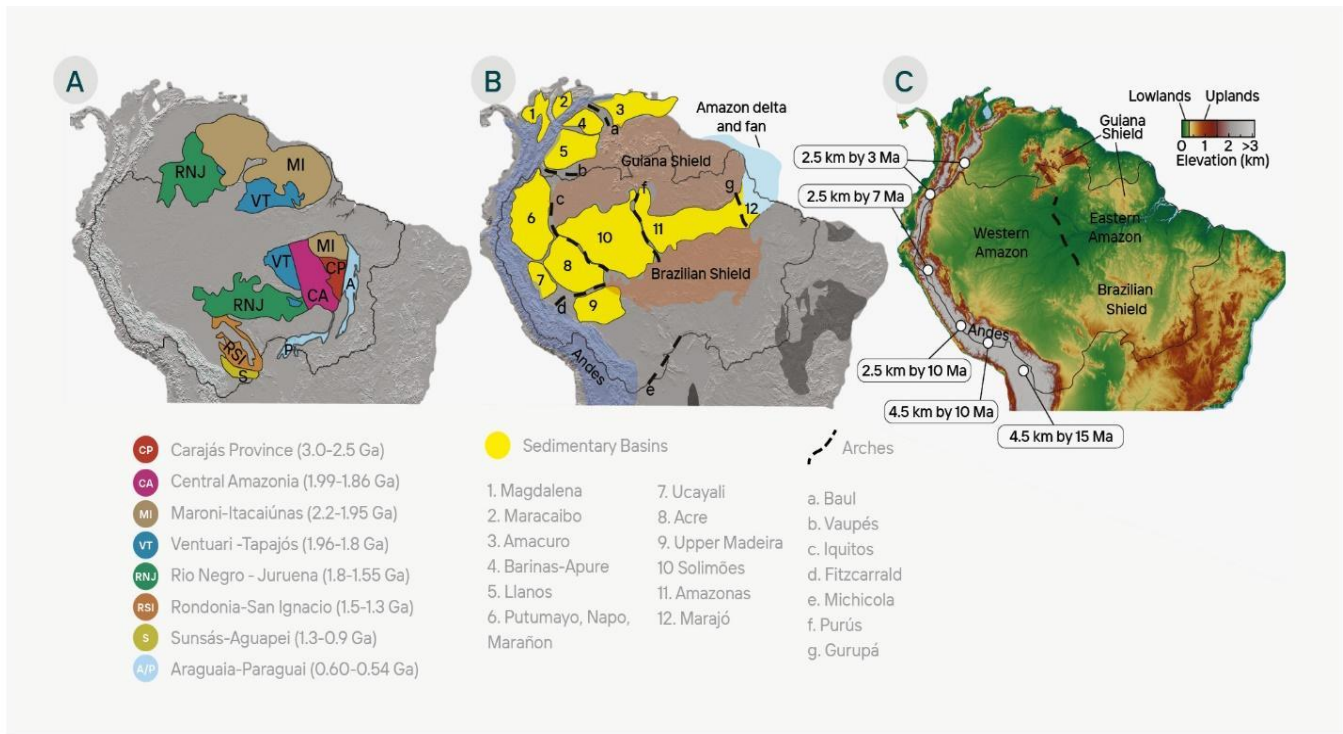 A
RNJ
MI
VT
MI
VT
CP
CA
A
RNJ
P
RSI
S
CP Carajás Province (3.0-2.5 Ga)
CA Central Amazonia (1.99-1.86 Ga)
MI Maroni-Itacaiúnas (2.2-1.95 Ga)
VT Ventuari -Tapajós (1.96-1.8 Ga)
RNJ Rio Negro - Juruena (1.8-1.55 Ga)
RSI Rondonia-San Ignacio (1.5-1.3 Ga)
S Sunsás-Aguapei (1.3-0.9 Ga)
A/P Araguaia-Paraguai (0.60-0.54 Ga)
B
1
2
3
4
a
5
Amazon delta
and fan
Guiana Shield
b
c
f
g
6
12
10
11
8
Brazilian Shield
7
d
9
Andes
e
Sedimentary Basins
1. Magdalena
2. Maracaibo
3. Amacuro
4. Barinas-Apure
5. Llanos
6. Putumayo, Napo,
Marañon
7. Ucayali
8. Acre
9. Upper Madeira
10 Solimões
11. Amazonas
12. Marajó
Arches
a. Baul
b. Vaupés
c. Iquitos
d. Fitzcarrald
e. Michicola
f. Purús
g. Gurupá
C
Lowlands Uplands
0 1 2 >3
Elevation (km)
Guiana
Shield
2.5 km by 3 Ma
2.5 km by 7 Ma
Western
Amazon
Eastern
Amazon
Brazilian
Shield
Andes
2.5 km by 10 Ma
4.5 km by 10 Ma
4.5 km by 15 Ma